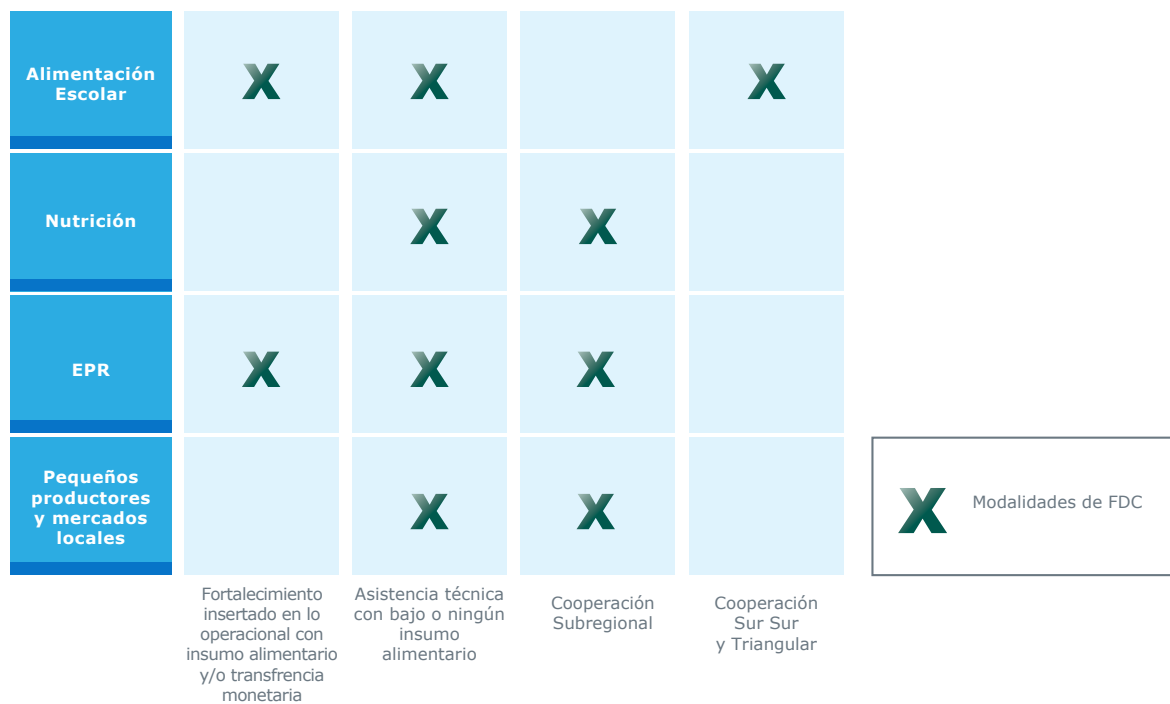 Alimentación
Escolar
X X X
Nutrición
X X
EPR
X X X
Pequeños
productores
y mercados
locales
X X
X Modalidades de FDC
Fortalecimiento
insertado en lo
operacional con
insumo alimentario
y/o transfrencia
monetaria
Asistencia técnica
con bajo o ningún
insumo
alimentario
Cooperación
Subregional
Cooperación
Sur Sur
y Triangular